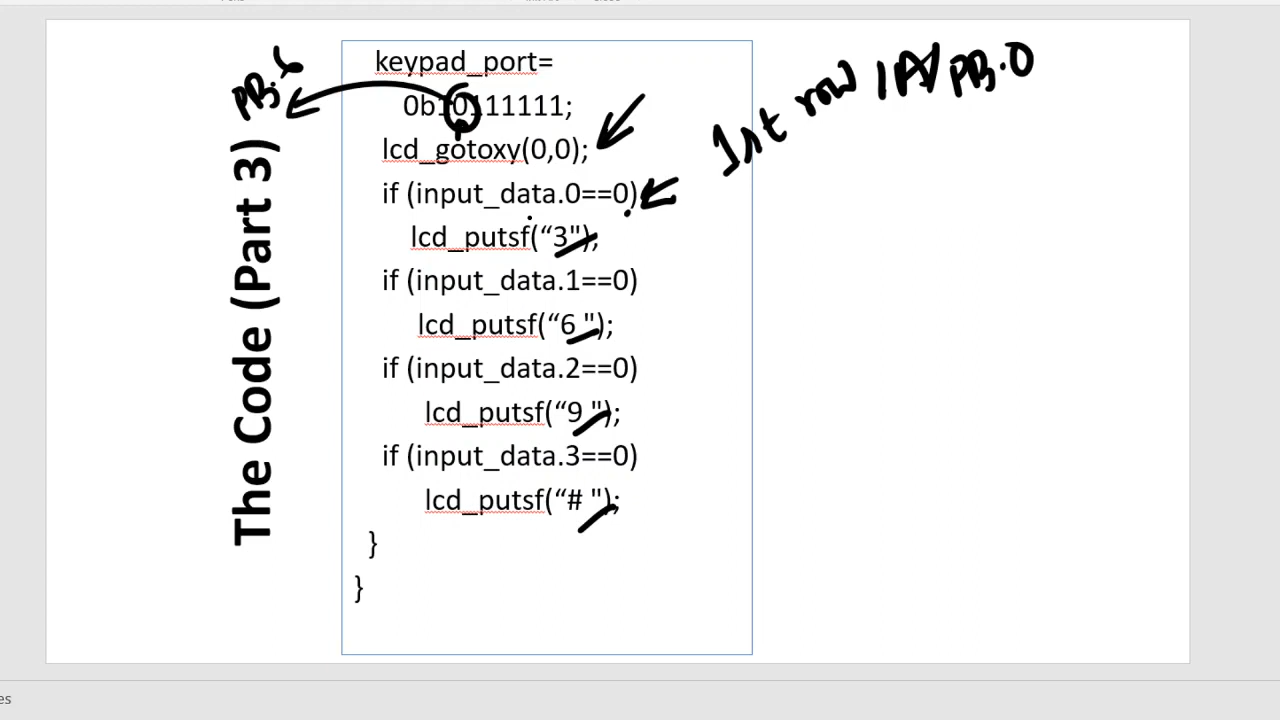 The Code (Part 3)
PB.6
keypad_port=
0b10111111;
lcd_gotoxy(0,0);
if (input_data.0==0)
lcd_putsf(“3");
if (input_data.1==0)
lcd_putsf(“6 ");
if (input_data.2==0)
lcd_putsf(“9 ");
if (input_data.3==0)
lcd_putsf(“# ");
}
}
1st row PB.0
es